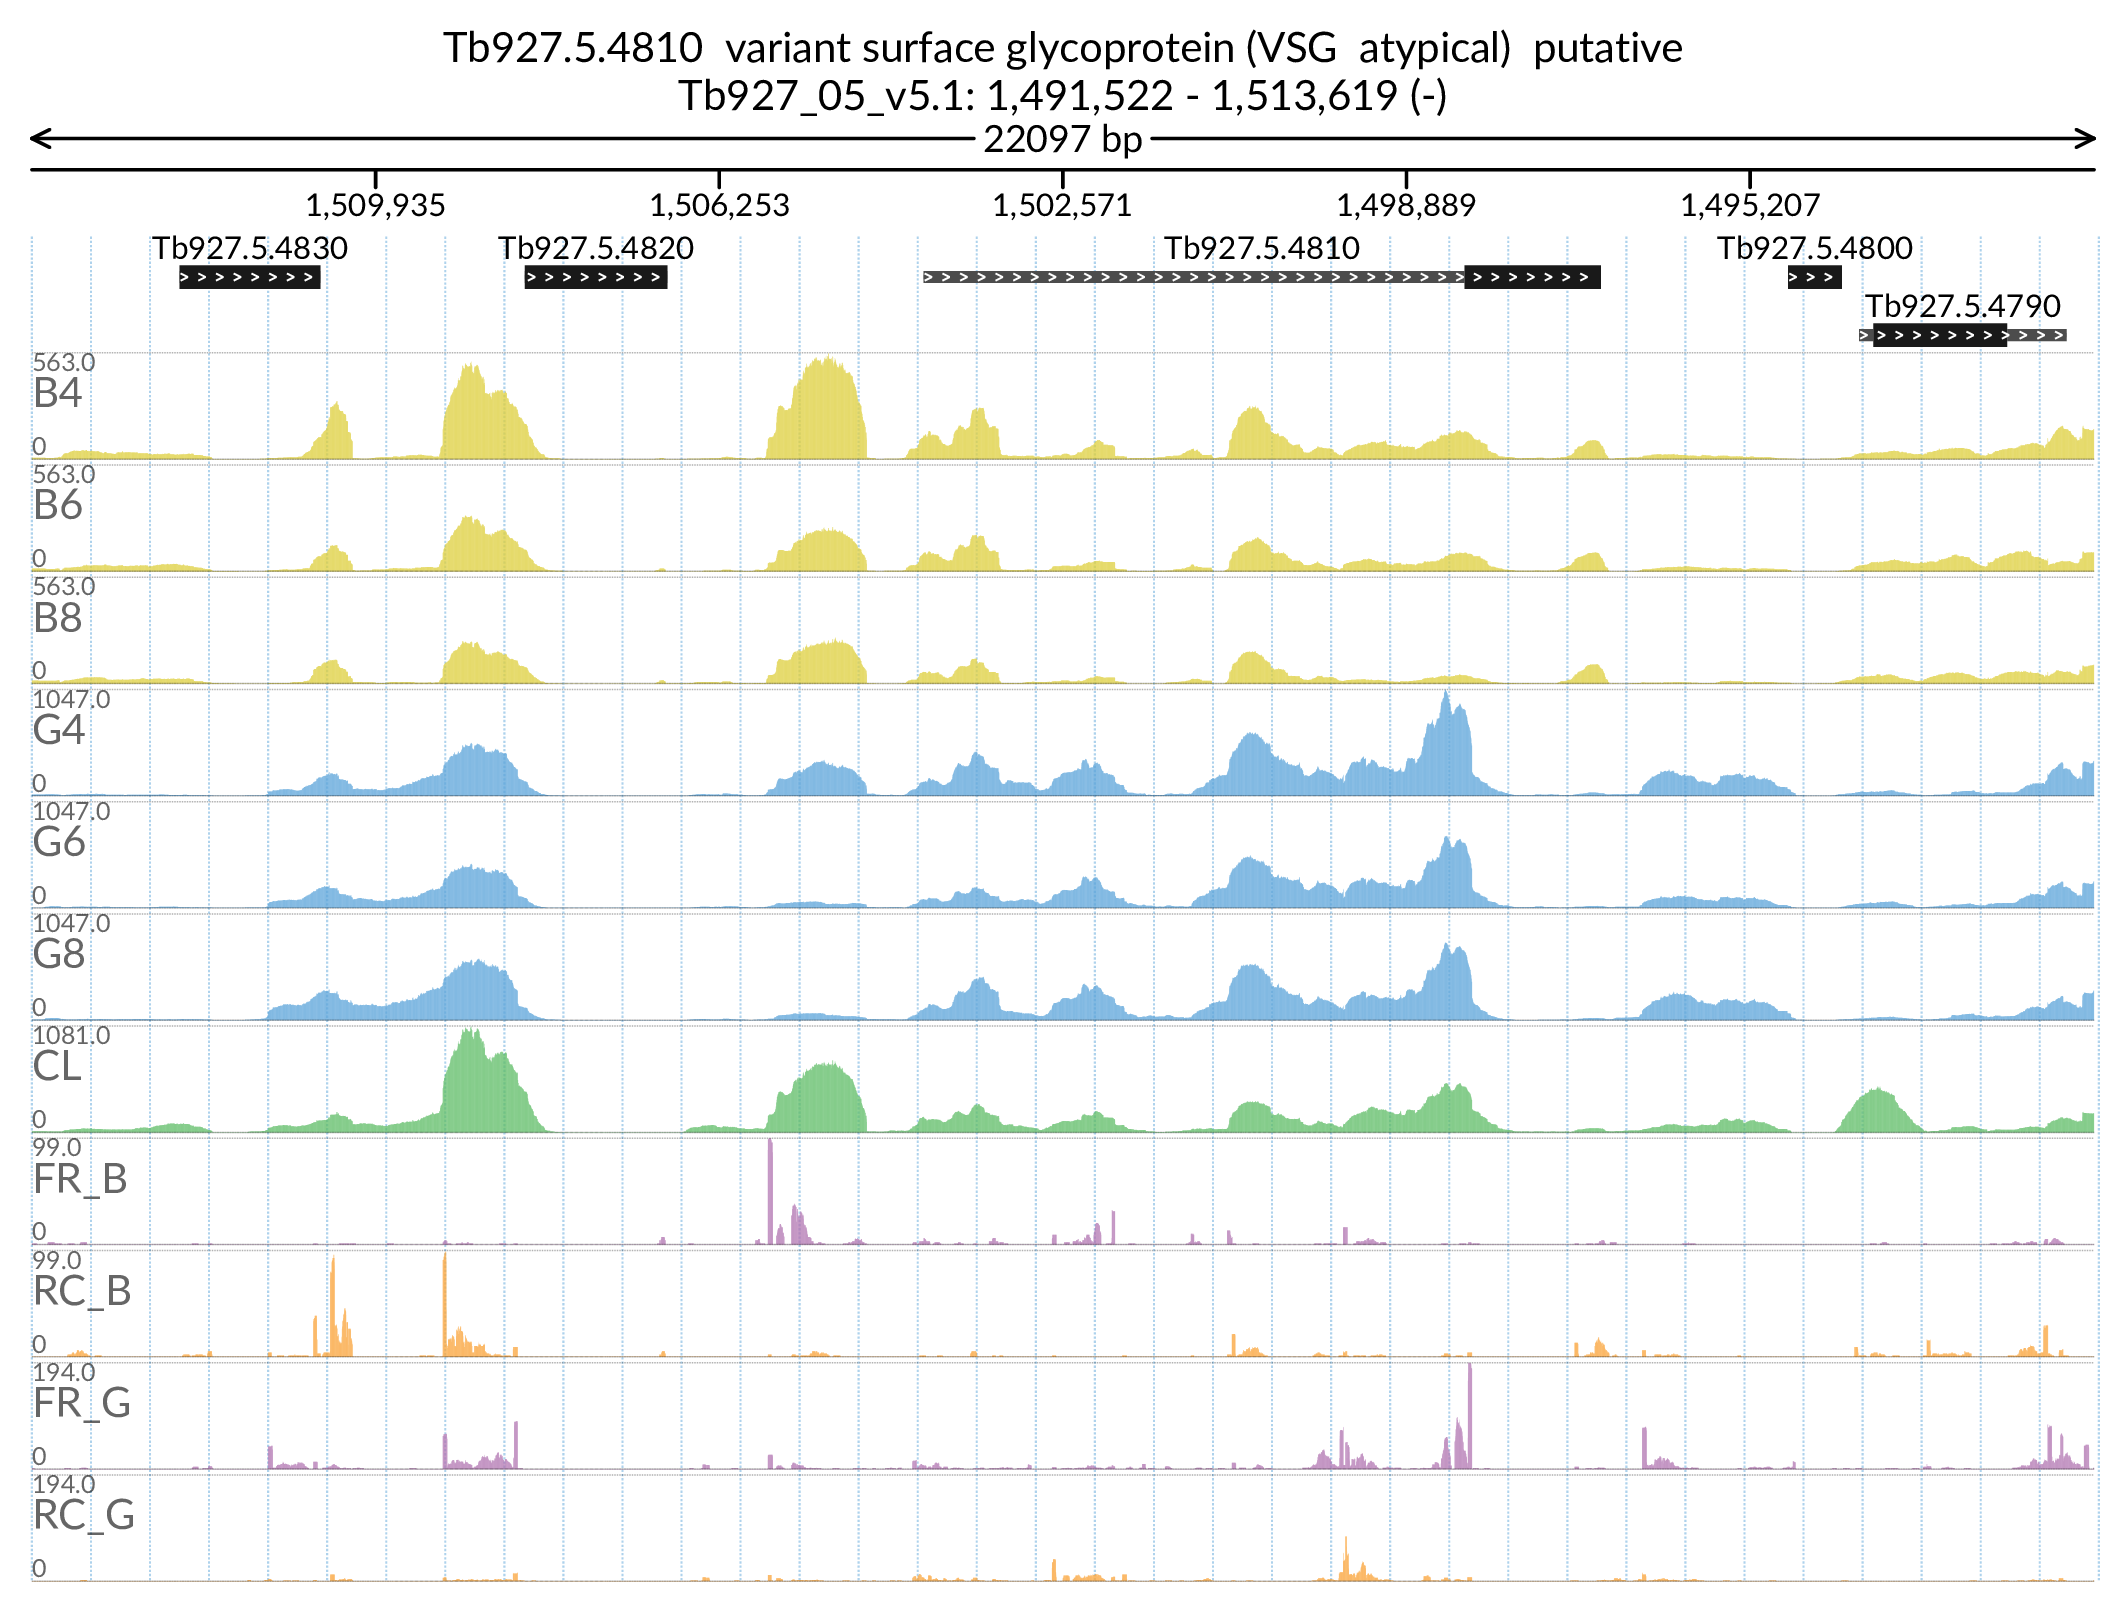 Tb927.5.4810 variant surface glycoprotein (VSG atypical) putative
Tb927_05_v5.1: 1,491,522 - 1,513,619 (-)
22097 bp
1,509,935 1,506,253 1,502,571 1,498,889 1,495,207
Tb927.5.4830 Tb927.5.4820 Tb927.5.4810 Tb927.5.4800
Tb927.5.4790
563.0
B4
0
563.0
B6
0
563.0
B8
0
1047.0
G4
0
1047.0
G6
0
1047.0
G8
0
1081.0
CL
0
99.0
FR_B
0
99.0
RC_B
0
194.0
FR_G
0
194.0
RC_G
0